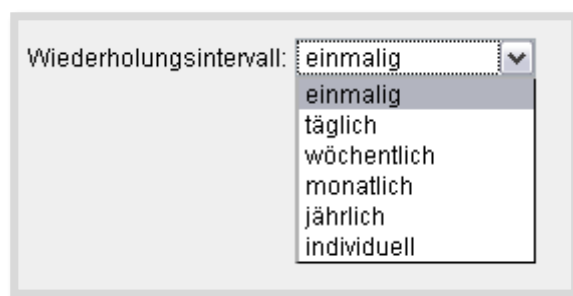 Wiederholungsintervall: einmalig
einmalig
täglich
wöchentlich
monatlich
jährlich
individuell